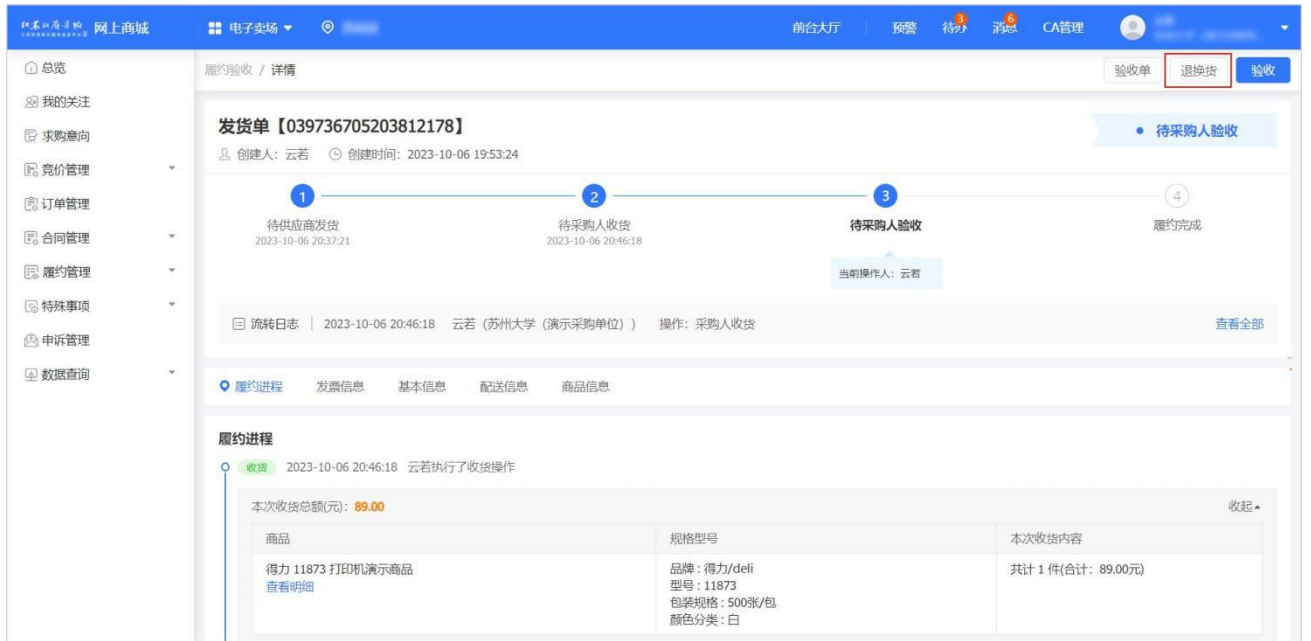 网上商城
电子卖场
前台大厅
预警
待办 3
消息 6
CA管理
总览
我的关注
求购意向
竞价管理
订单管理
合同管理
履约管理
特殊事项
申诉管理
数据查询
履约验收 / 详情
验收单
退换货
验收
发货单【039736705203812178】
创建人：云若 创建时间：2023-10-06 19:53:24
待采购人验收
1
2
3
4
待供应商发货
2023-10-06 20:37:21
待采购人收货
2023-10-06 20:46:18
待采购人验收
履约完成
当前操作人：云若
流转日志 2023-10-06 20:46:18 云若（苏州大学（演示采购单位）） 操作：采购人收货 查看全部
履约进程 发票信息 基本信息 配送信息 商品信息
履约进程
收货 2023-10-06 20:46:18 云若执行了收货操作
本次收货总额(元)：89.00 收起
商品 规格型号 本次收货内容
得力 11873 打印机演示商品
查看明细
品牌：得力/deli
型号：11873
包装规格：500张/包
颜色分类：白
共计 1 件(合计：89.00元)